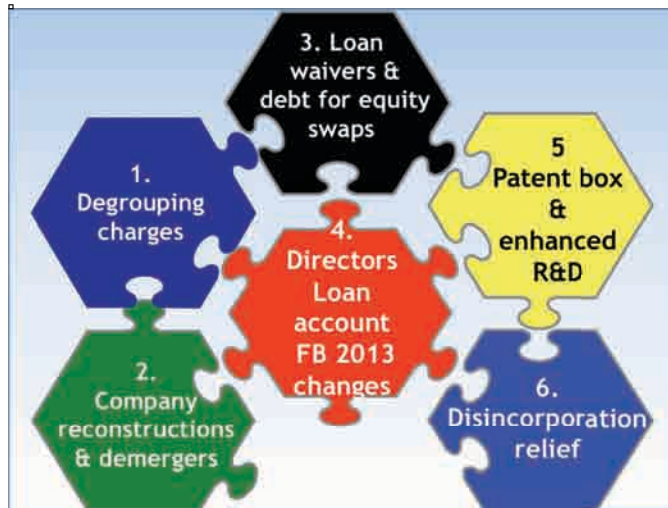 1.
Degrouping
charges
2.
Company
reconstructions
& demergers
3. Loan
waivers &
debt for equity
swaps
4.
Directors
Loan
account
FB 2013
changes
5
Patent box
&
enhanced
R&D
6.
Disincorporation
relief